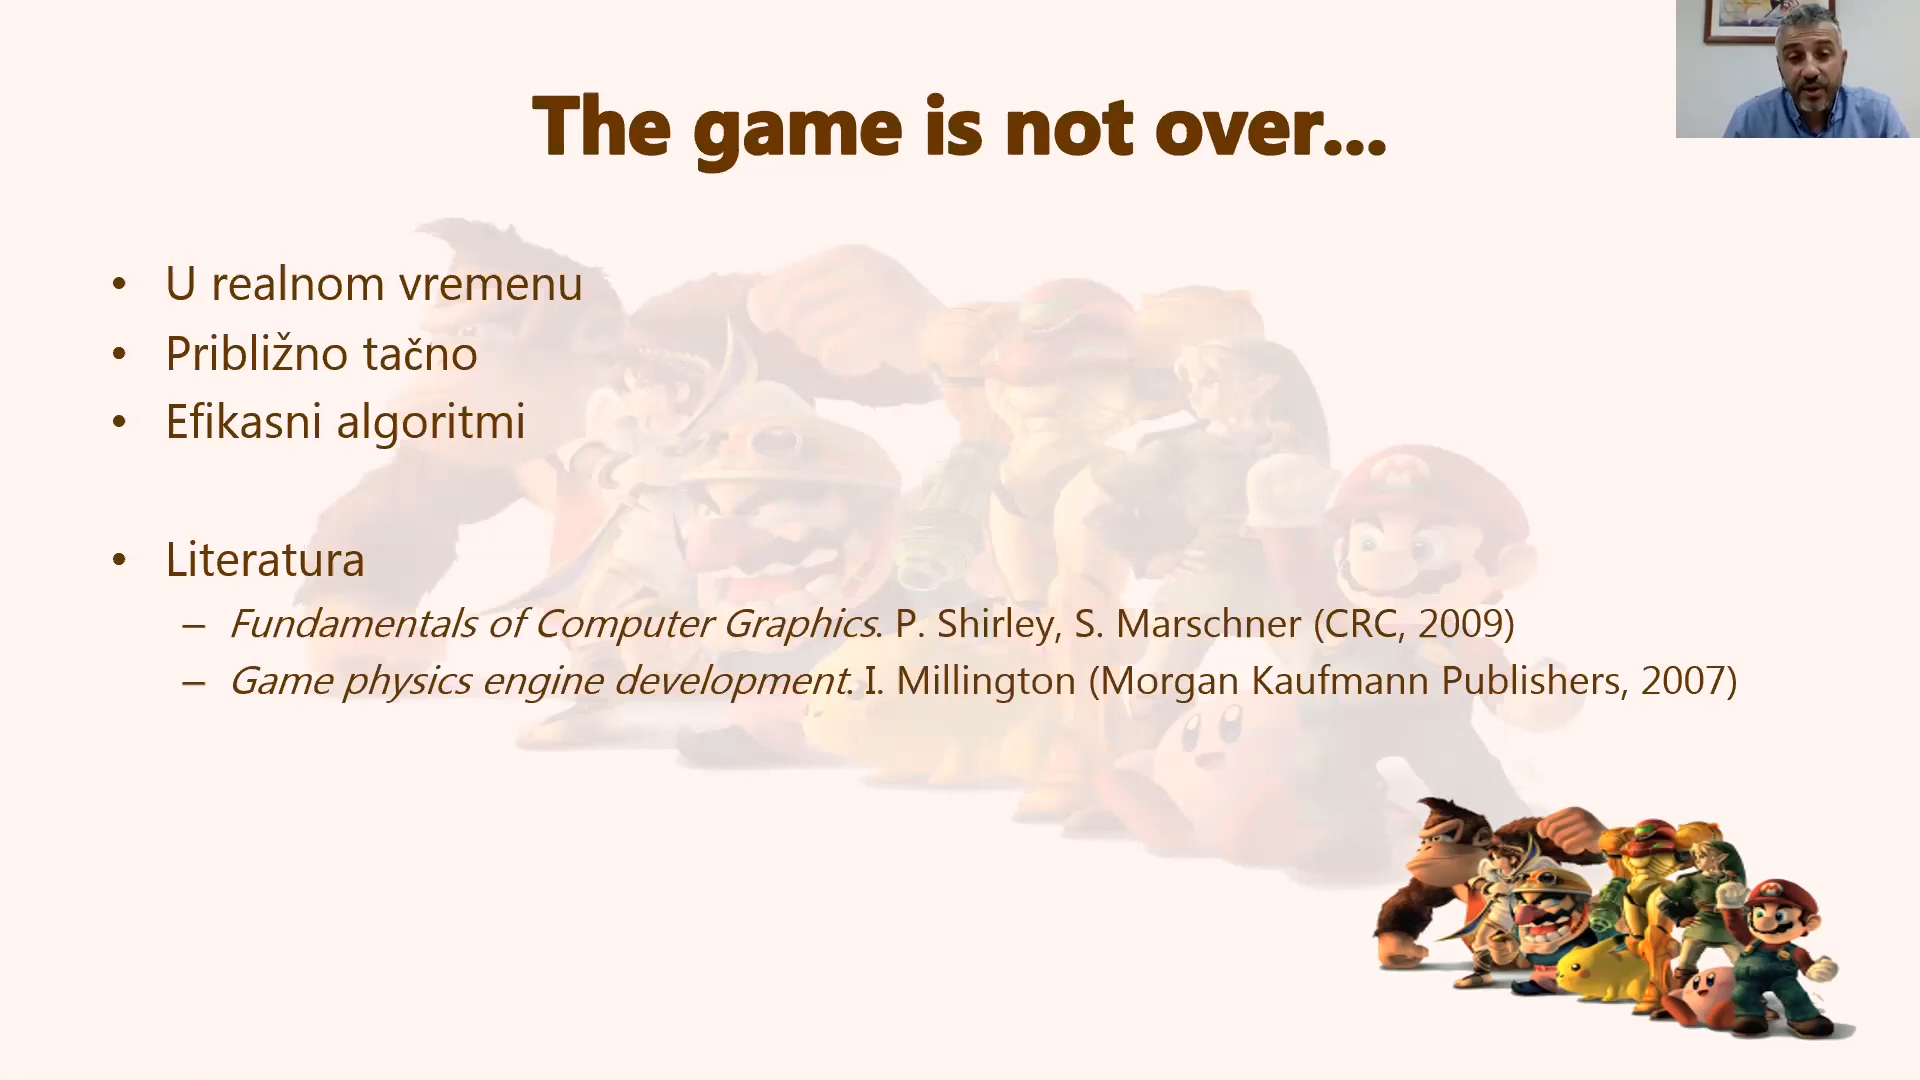 The game is not over...
• U realnom vremenu
• Približno tačno
• Efikasni algoritmi
• Literatura
– Fundamentals of Computer Graphics. P. Shirley, S. Marschner (CRC, 2009)
– Game physics engine development. I. Millington (Morgan Kaufmann Publishers, 2007)